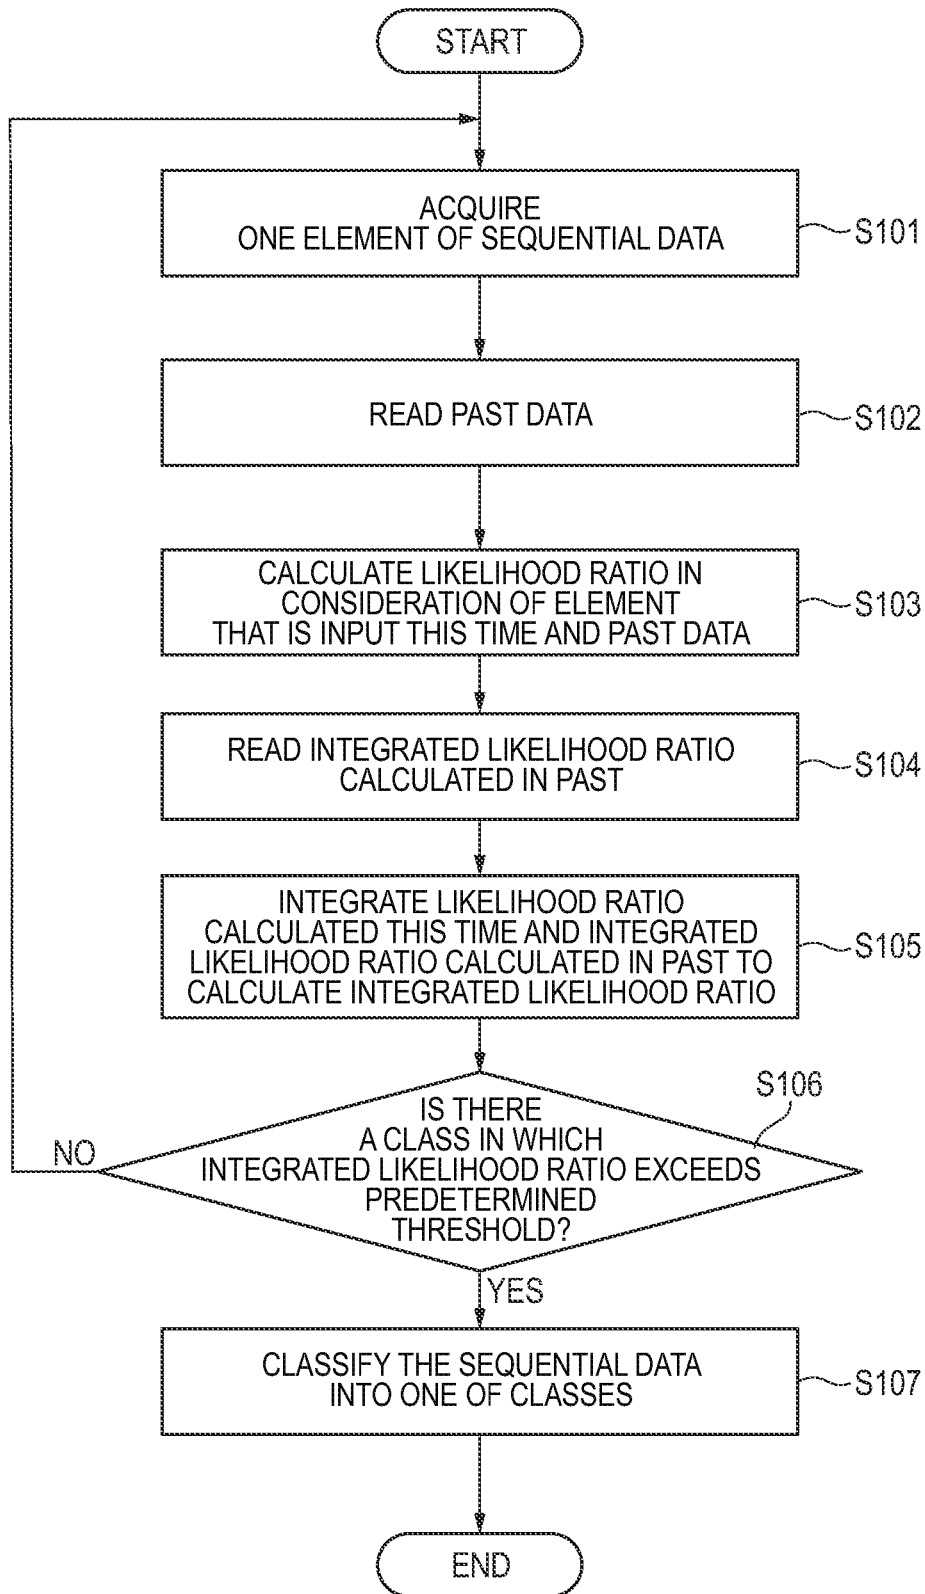 START
ACQUIRE
ONE ELEMENT OF SEQUENTIAL DATA
S101
READ PAST DATA
S102
CALCULATE LIKELIHOOD RATIO IN
CONSIDERATION OF ELEMENT
THAT IS INPUT THIS TIME AND PAST DATA
S103
READ INTEGRATED LIKELIHOOD RATIO
CALCULATED IN PAST
S104
INTEGRATE LIKELIHOOD RATIO
CALCULATED THIS TIME AND INTEGRATED
LIKELIHOOD RATIO CALCULATED IN PAST TO
CALCULATE INTEGRATED LIKELIHOOD RATIO
S105
S106
IS THERE
A CLASS IN WHICH
INTEGRATED LIKELIHOOD RATIO EXCEEDS
PREDETERMINED
THRESHOLD?
NO
YES
CLASSIFY THE SEQUENTIAL DATA
INTO ONE OF CLASSES
S107
END